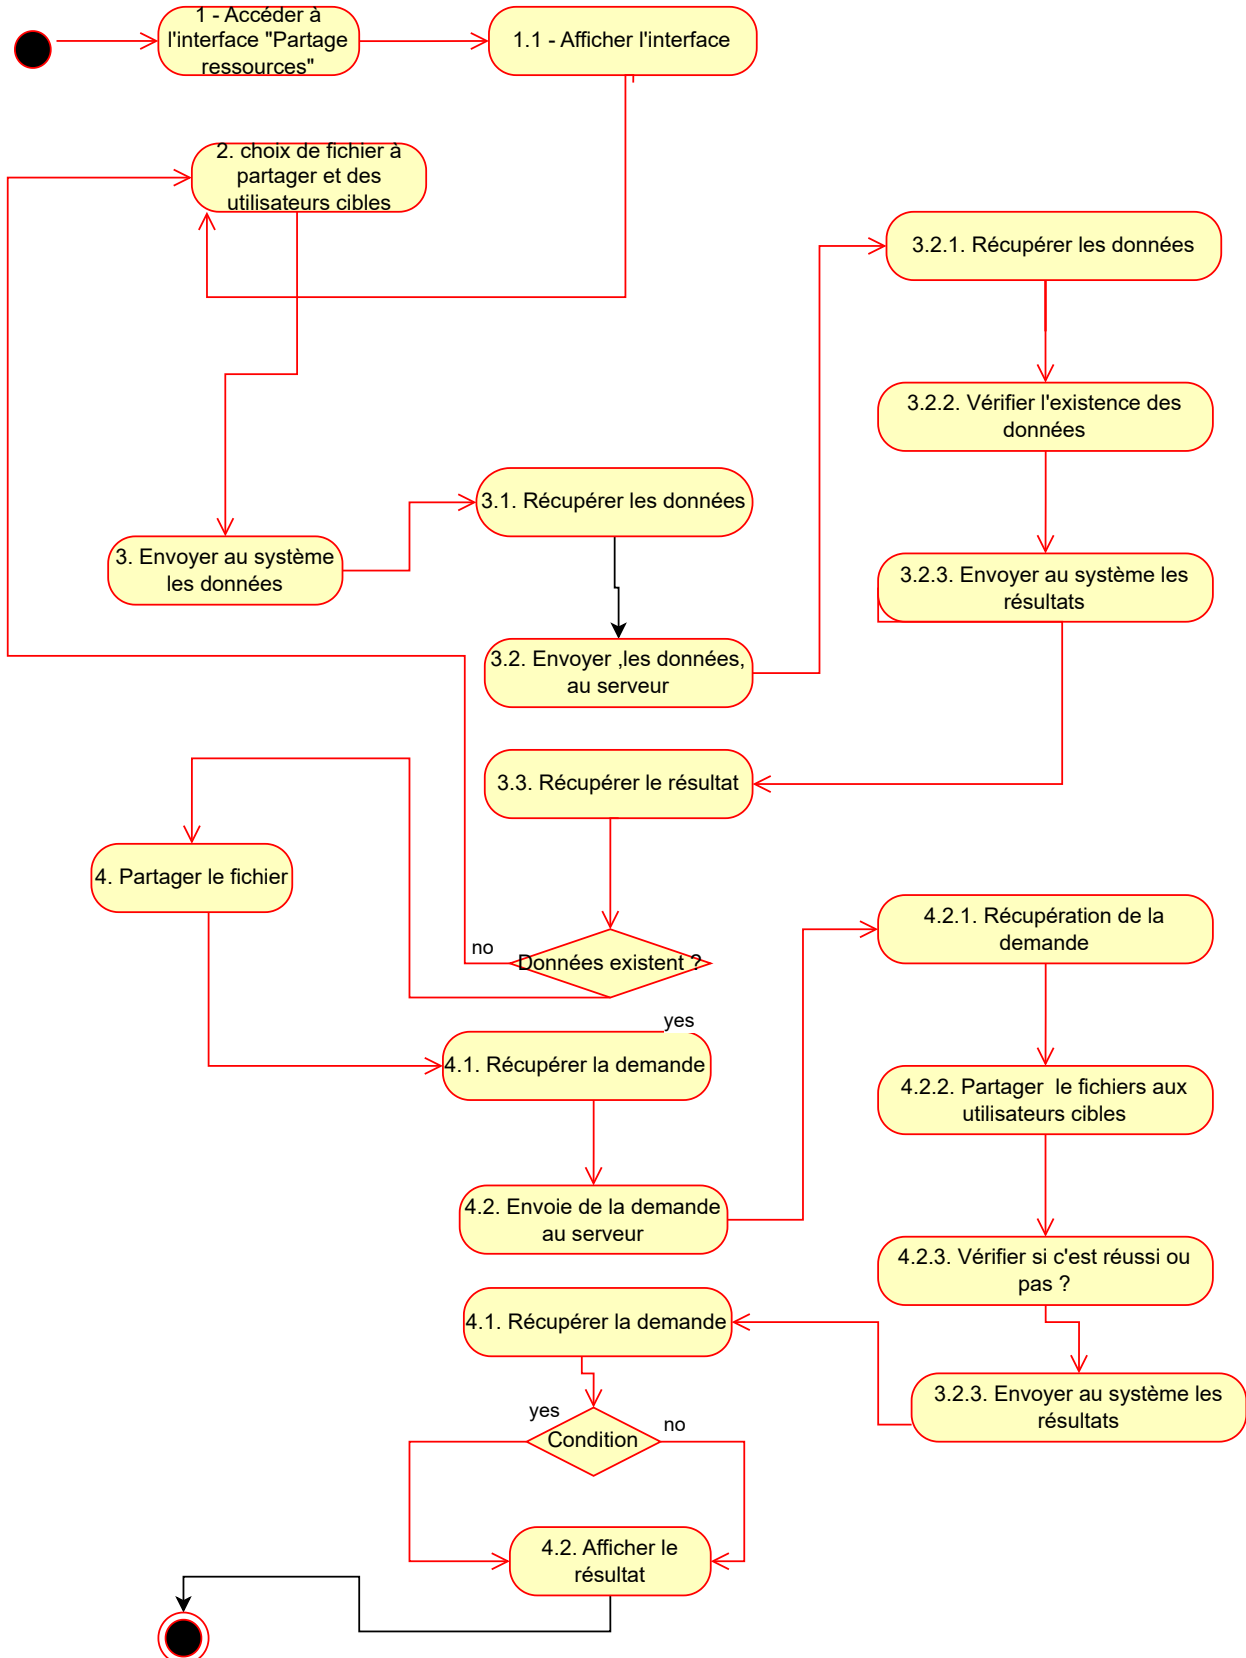 1 - Accéder à
l'interface "Partage
ressources"
1.1 - Afficher l'interface
2. choix de fichier à
partager et des
utilisateurs cibles
3.2.1. Récupérer les données
3.2.2. Vérifier l'existence des
données
3.1. Récupérer les données
3. Envoyer au système
les données
3.2.3. Envoyer au système les
résultats
3.2. Envoyer ,les données,
au serveur
3.3. Récupérer le résultat
4. Partager le fichier
no
Données existent ?
4.2.1. Récupération de la
demande
yes
4.1. Récupérer la demande
4.2.2. Partager  le fichiers aux
utilisateurs cibles
4.2. Envoie de la demande
au serveur
4.2.3. Vérifier si c'est réussi ou
pas ?
4.1. Récupérer la demande
3.2.3. Envoyer au système les
résultats
yes
no
Condition
4.2. Afficher le
résultat